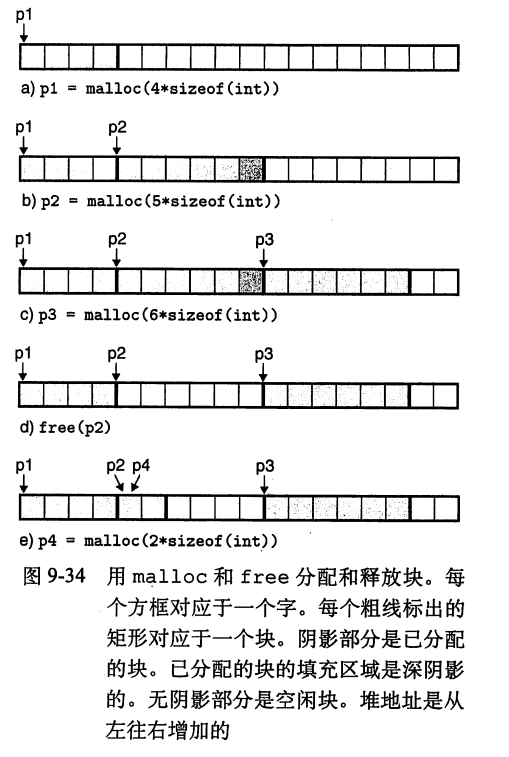 p1
a) p1 = malloc(4*sizeof(int))
p1 p2
b) p2 = malloc(5*sizeof(int))
p1 p2 p3
c) p3 = malloc(6*sizeof(int))
p1 p2 p3
d) free(p2)
p1 p2 p4 p3
e) p4 = malloc(2*sizeof(int))
图 9-34 用 malloc 和 free 分配和释放块。每
个方框对应于一个字。每个粗线标出的
矩形对应于一个块。阴影部分是已分配
的块。已分配的块的填充区域是深阴影
的。无阴影部分是空闲块。堆地址是从
左往右增加的